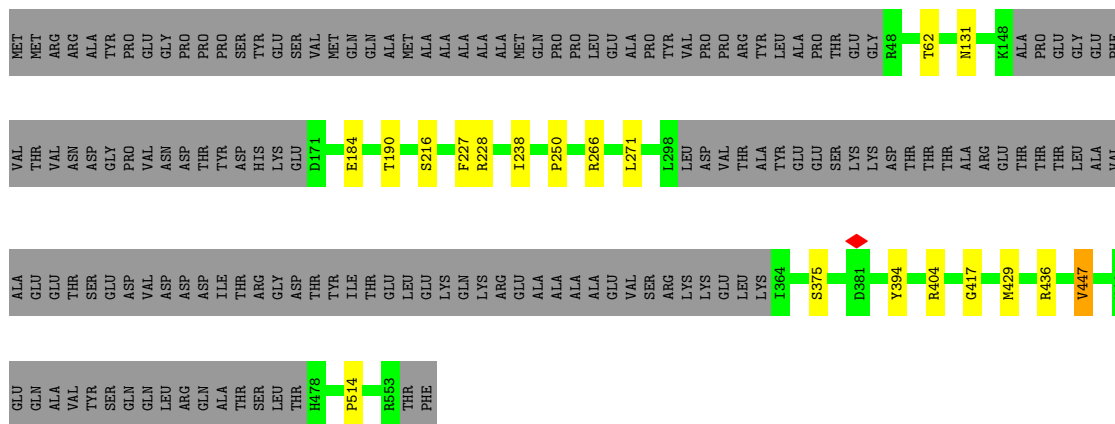 MET MET ARG ARG ALA TYR PRO GLU GLY PRO PRO PRO SER TYR GLU SER VAL MET GLN GLN ALA MET ALA ALA ALA ALA ALA MET GLN PRO PRO LEU GLU ALA PRO TYR VAL PRO PRO ARG TYR LEU ALA PRO THR GLU GLY R48 T62 N131 K148 ALA PRO GLU GLY GLU PHE
VAL THR VAL ASN ASP GLY PRO VAL ASN ASP THR TYR ASP HIS LYS GLU D171 E184 T190 S216 F227 R228 I238 P250 R266 L271 L298 LEU ASP VAL THR ALA TYR GLU GLU SER LYS LYS ASP THR THR THR ALA ARG GLU THR THR THR LEU ALA VAL
ALA GLU GLU THR SER GLU ASP VAL ASP ASP ASP ILE THR ARG GLY ASP THR TYR ILE THR GLU LEU GLU LYS GLN LYS ARG GLU ALA ALA ALA ALA GLU VAL SER ARG LYS LYS GLU LEU LYS I364 S375 D381 Y394 R404 G417 M429 R436 V447
GLU GLN ALA VAL TYR SER GLN GLN LEU ARG GLN ALA THR SER LEU THR H478 P514 R553 THR PHE